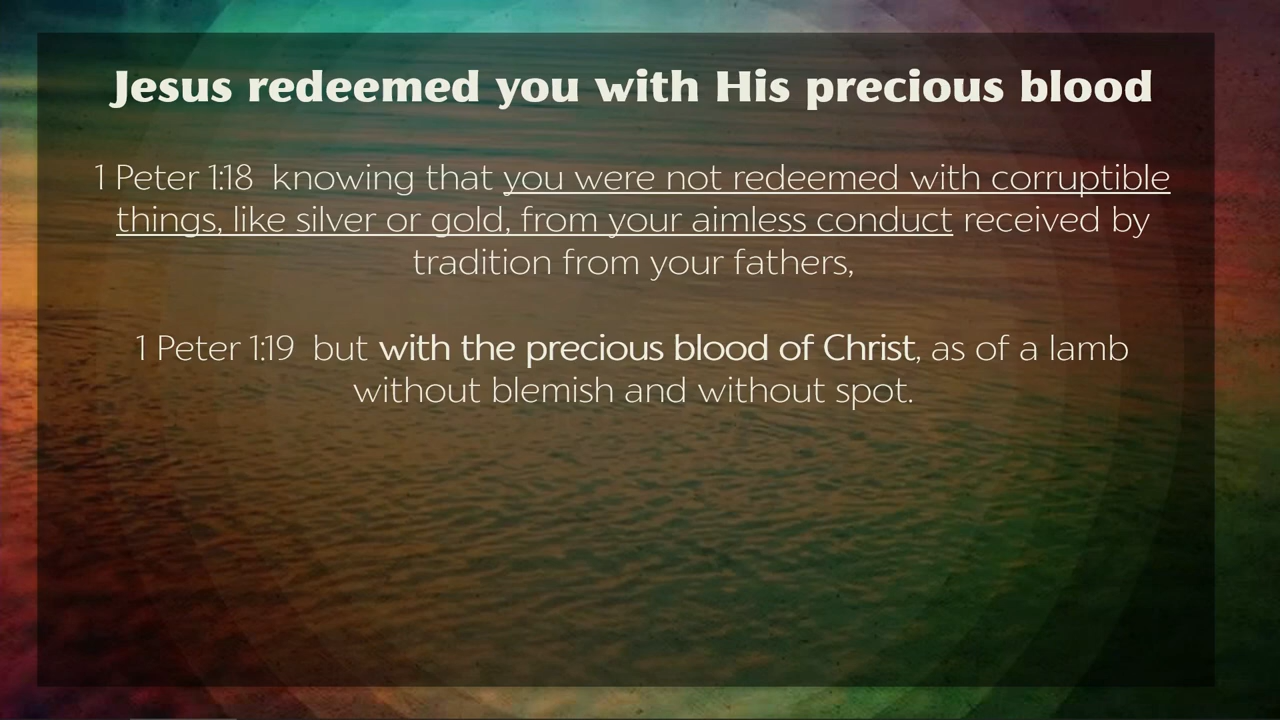 Jesus redeemed you with His precious blood
1 Peter 1:18  knowing that you were not redeemed with corruptible
things, like silver or gold, from your aimless conduct received by
tradition from your fathers,
1 Peter 1:19  but with the precious blood of Christ, as of a lamb
without blemish and without spot.